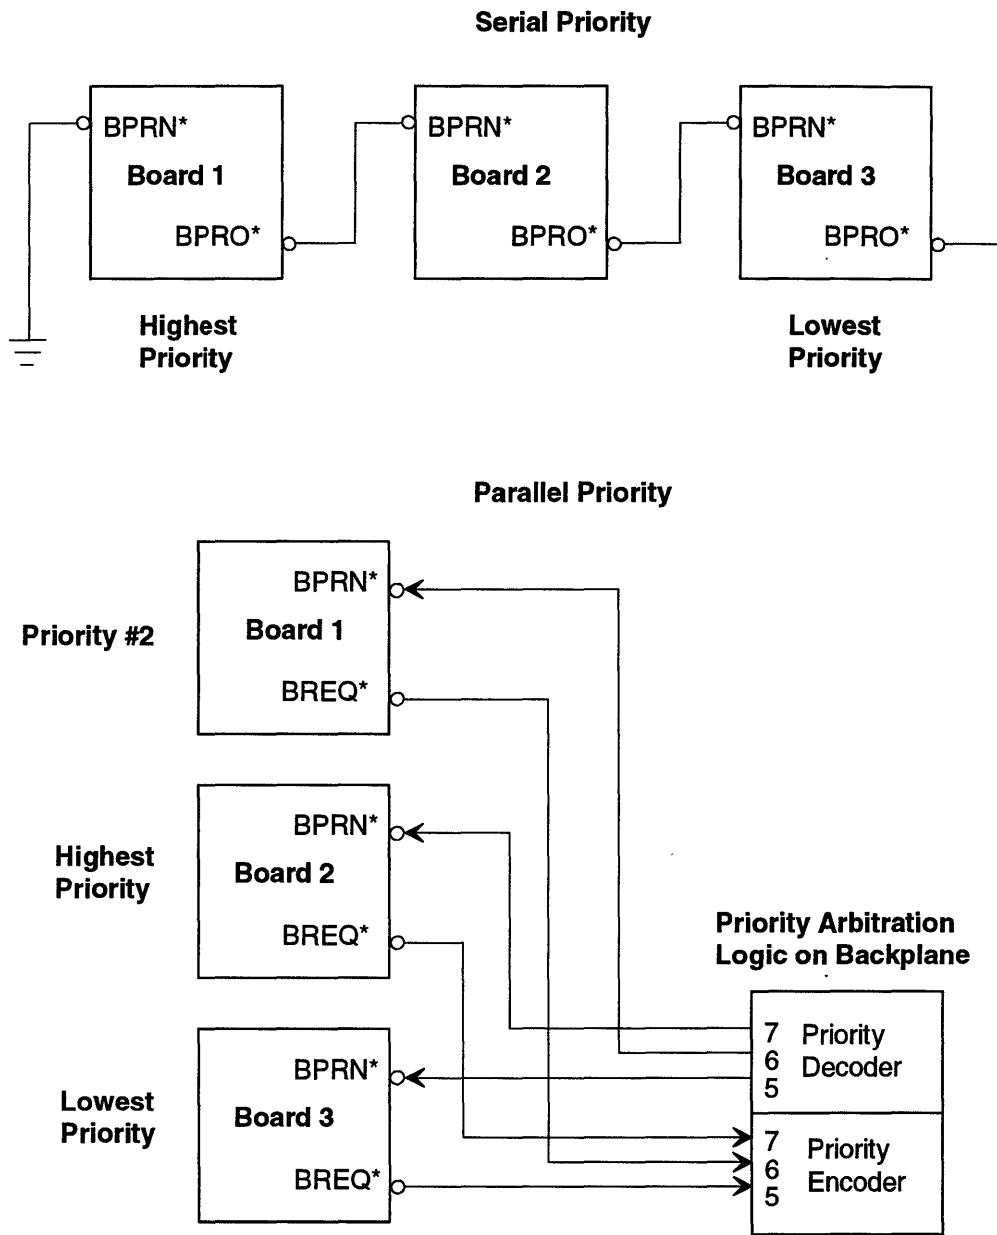 Serial Priority
BPRN*
Board 1
BPRO*
BPRN*
Board 2
BPRO*
BPRN*
Board 3
BPRO*
Highest
Priority
Lowest
Priority
Parallel Priority
Priority #2
BPRN*
Board 1
BREQ*
Highest
Priority
BPRN*
Board 2
BREQ*
Lowest
Priority
BPRN*
Board 3
BREQ*
Priority Arbitration
Logic on Backplane
7
6
5
Priority
Decoder
7
6
5
Priority
Encoder